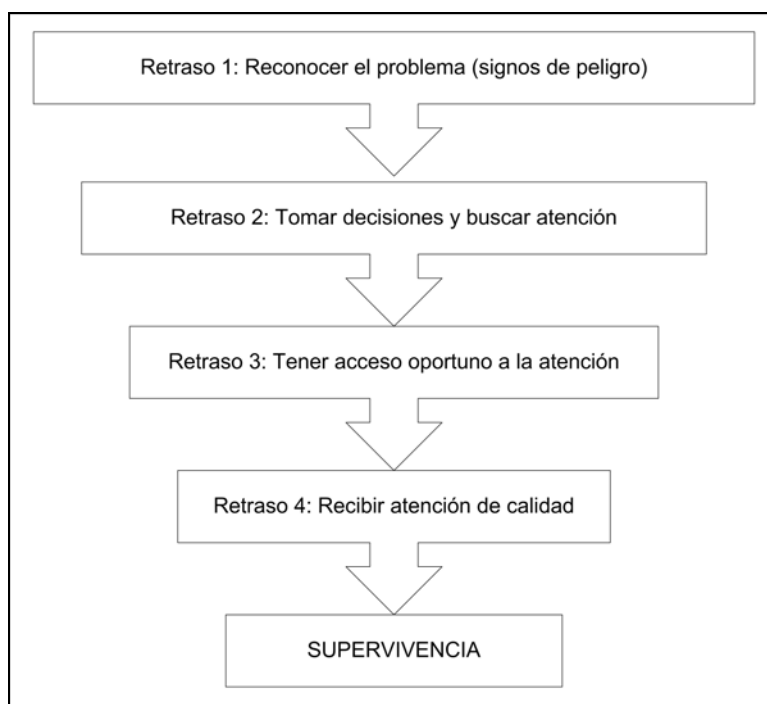 Retraso 1: Reconocer el problema (signos de peligro)
Retraso 2: Tomar decisiones y buscar atención
Retraso 3: Tener acceso oportuno a la atención
Retraso 4: Recibir atención de calidad
SUPERVIVENCIA